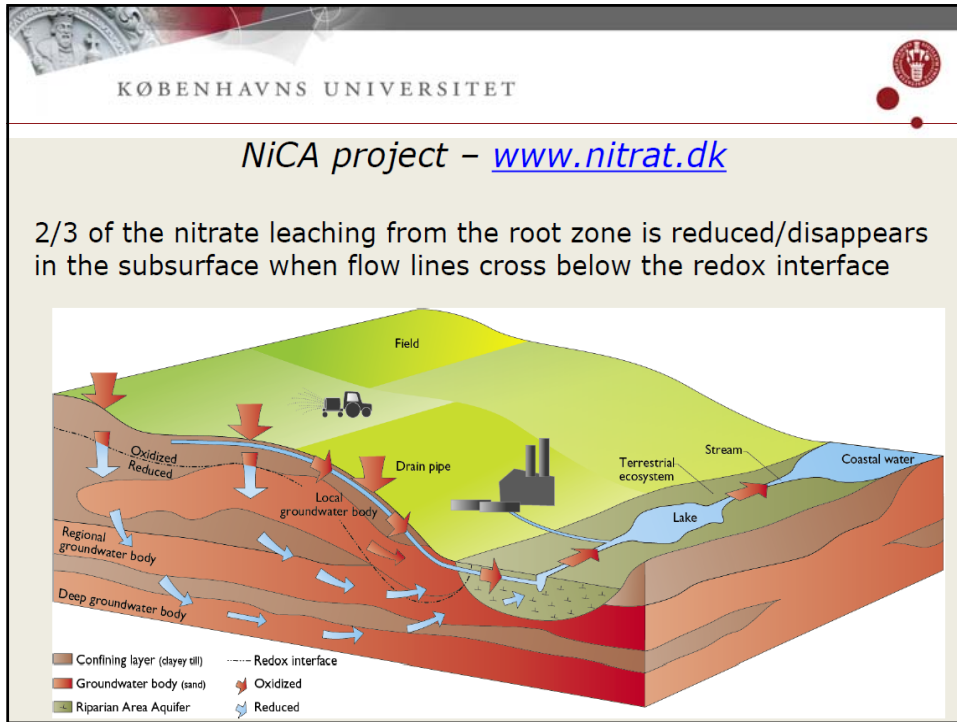 KØBENHAVNS UNIVERSITET
NiCA project – www.nitrat.dk
2/3 of the nitrate leaching from the root zone is reduced/disappears
in the subsurface when flow lines cross below the redox interface
Field
Oxidized
Reduced
Drain pipe
Local
groundwater body
Terrestrial
ecosystem
Stream
Coastal water
Lake
Regional
groundwater body
Deep groundwater body
Confining layer (clayey till)
Redox interface
Groundwater body (sand)
Oxidized
Riparian Area Aquifer
Reduced